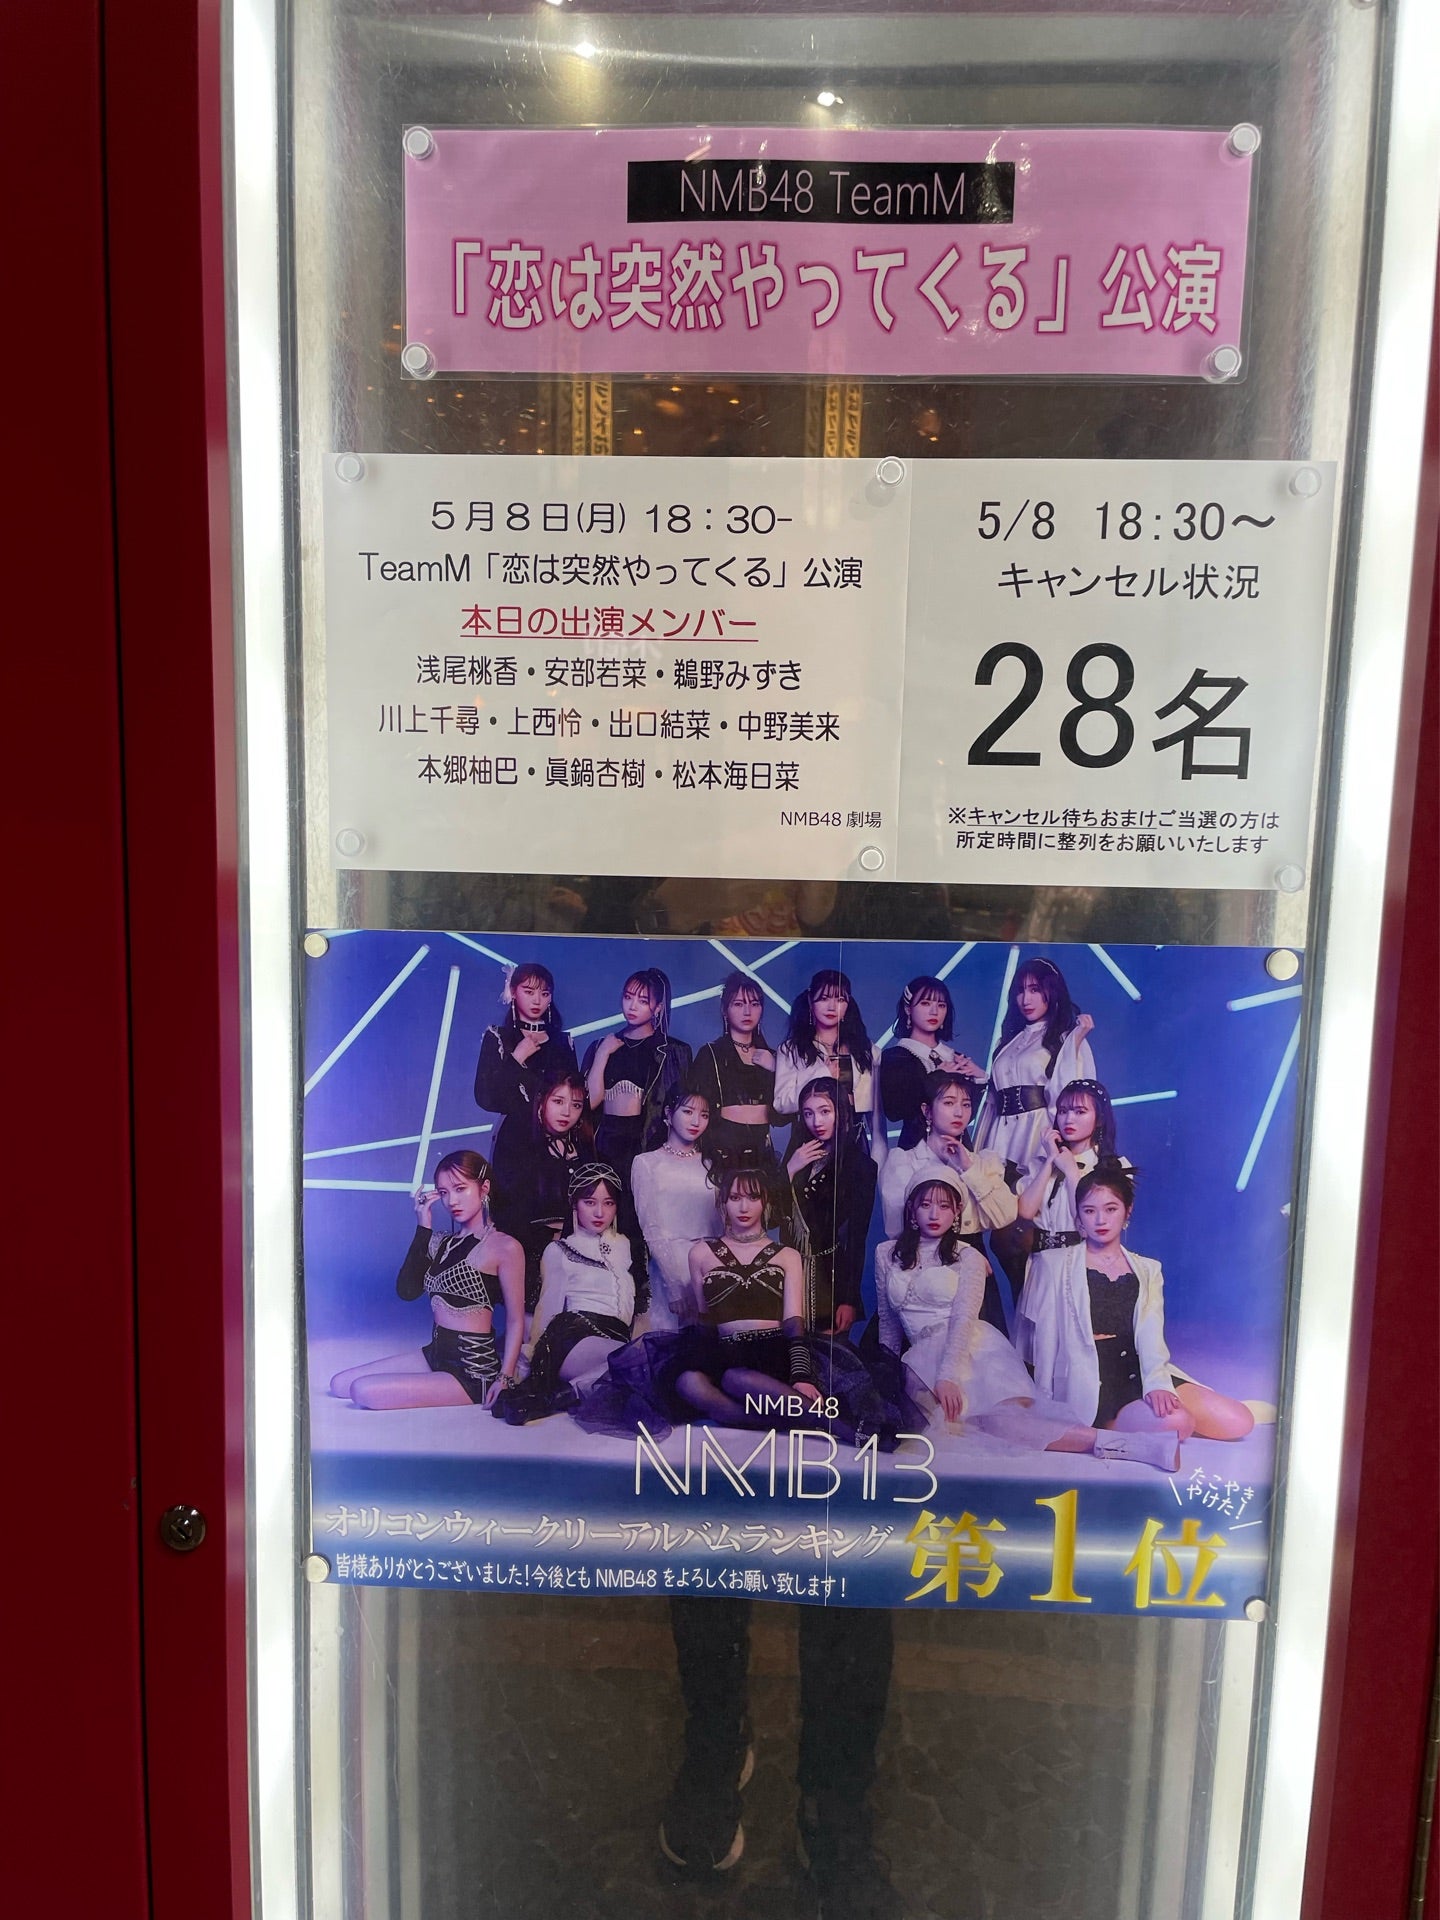 NMB48 TeamM
「恋は突然やってくる」公演
5月8日(月) 18:30-
TeamM「恋は突然やってくる」公演
本日の出演メンバー
浅尾桃香・安部若菜・鵜野みずき
川上千尋・上西怜・出口結菜・中野美来
本郷柚巴・眞鍋杏樹・松本海日菜
NMB48 劇場
5/8 18:30～
キャンセル状況
28名
※キャンセル待ちおまけご当選の方は
所定時間に整列をお願いいたします
NMB48
NMB13
たこやき
やけた!
オリコンウィークリーアルバムランキング 第1位
皆様ありがとうございました!今後とも NMB48 をよろしくお願い致します!